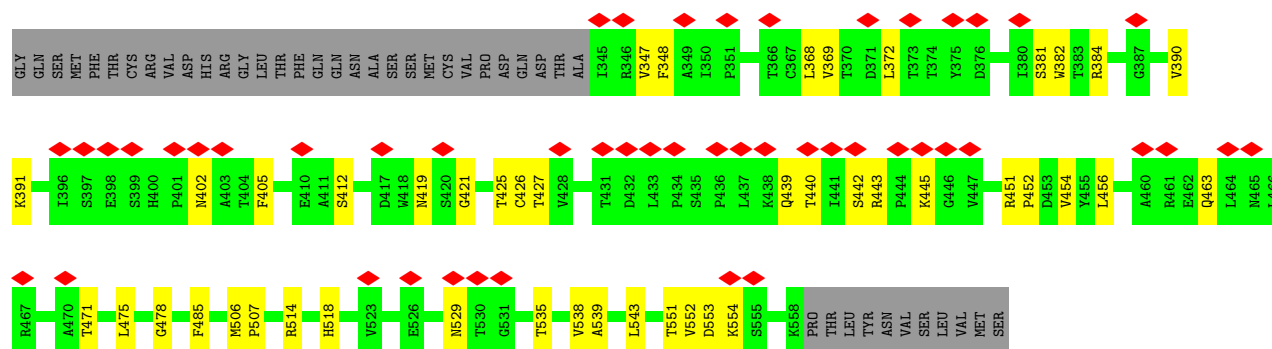 GLY GLN SER MET PHE THR CYS ARG VAL ASP HIS ARG GLY LEU THR PHE GLN GLN ASN ALA SER SER MET CYS VAL PRO ASP GLN ASP THR ALA I345 R346 V347 F348 A349 I350 P351 T366 C367 L368 V369 T370 D371 L372 T373 T374 Y375 D376 I380 S381 W382 T383 R384 G387 V390
K391 I396 S397 E398 S399 H400 P401 N402 A403 T404 F405 E410 A411 S412 D417 W418 N419 S420 G421 T425 C426 T427 V428 T431 D432 L433 P434 S435 P436 L437 K438 Q439 T440 I441 S442 R443 P444 K445 G446 V447 R451 P452 D453 V454 Y455 L456 A460 R461 E462 Q463 L464 N465 L466
R467 A470 T471 L475 G478 F485 M506 P507 R514 H518 V523 E526 N529 T530 G531 T535 V538 A539 L543 T551 V552 D553 K554 S555 K558 PRO THR LEU TYR ASN VAL SER LEU VAL MET SER